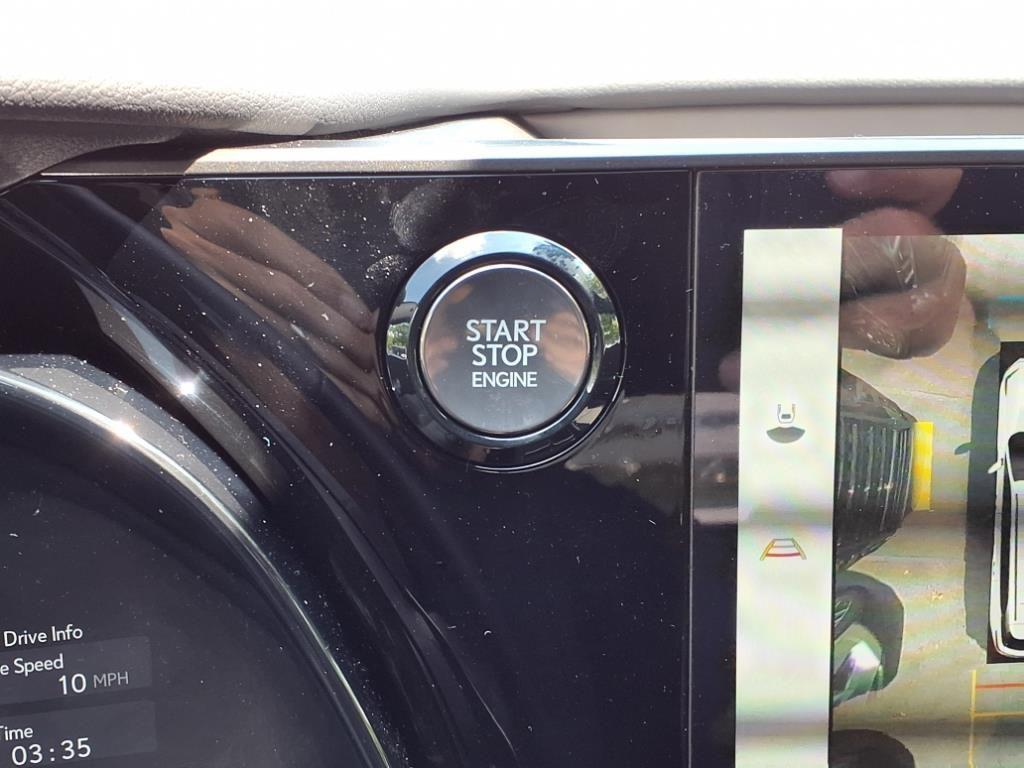 START
STOP
ENGINE
Drive Info
e Speed
10 MPH
Time
03:35